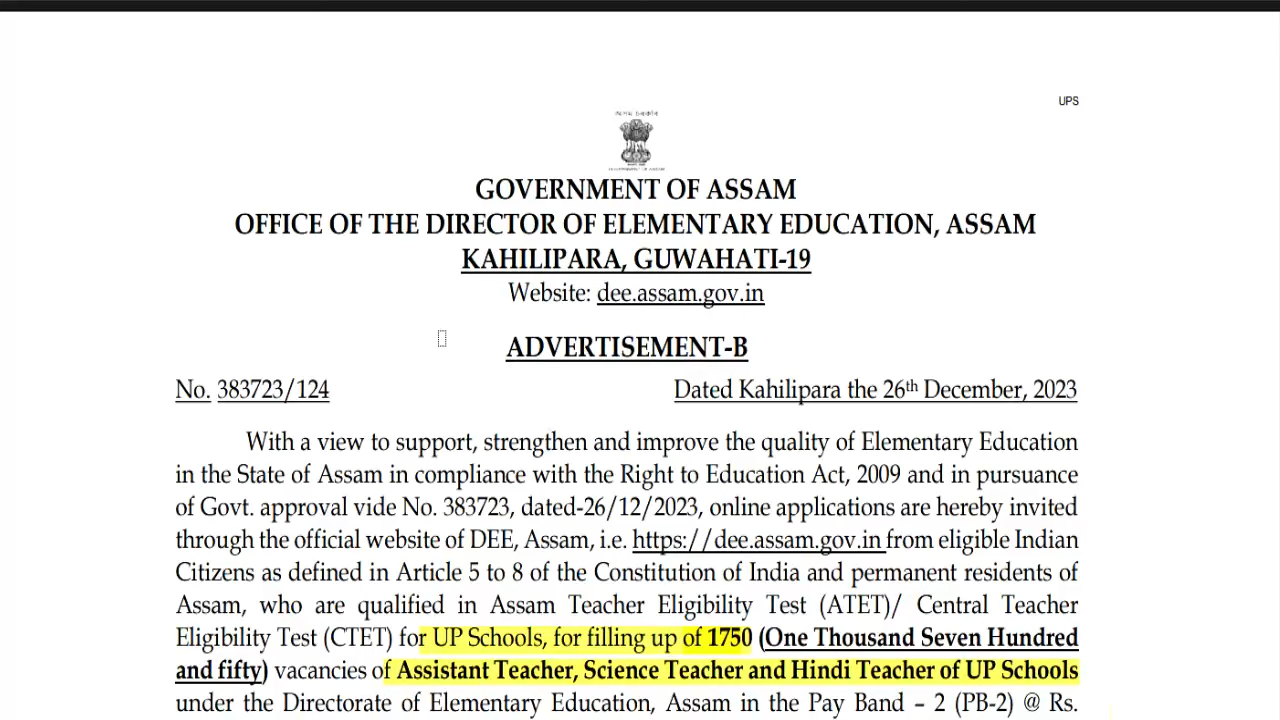 UPS
GOVERNMENT OF ASSAM
OFFICE OF THE DIRECTOR OF ELEMENTARY EDUCATION, ASSAM
KAHILIPARA, GUWAHATI-19
Website: dee.assam.gov.in
ADVERTISEMENT-B
No. 383723/124 Dated Kahilipara the 26th December, 2023
With a view to support, strengthen and improve the quality of Elementary Education
in the State of Assam in compliance with the Right to Education Act, 2009 and in pursuance
of Govt. approval vide No. 383723, dated-26/12/2023, online applications are hereby invited
through the official website of DEE, Assam, i.e. https://dee.assam.gov.in from eligible Indian
Citizens as defined in Article 5 to 8 of the Constitution of India and permanent residents of
Assam, who are qualified in Assam Teacher Eligibility Test (ATET)/ Central Teacher
Eligibility Test (CTET) for UP Schools, for filling up of 1750 (One Thousand Seven Hundred
and fifty) vacancies of Assistant Teacher, Science Teacher and Hindi Teacher of UP Schools
under the Directorate of Elementary Education, Assam in the Pay Band – 2 (PB-2) @ Rs.